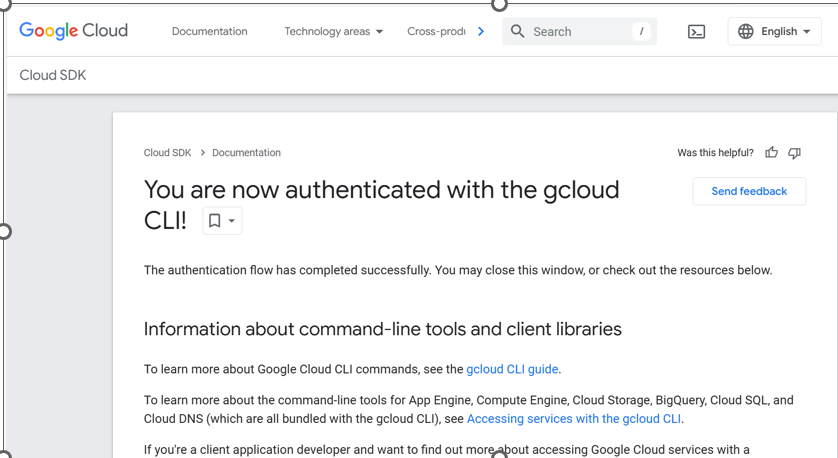 Google Cloud
Documentation
Technology areas
Cross-produ
Search
/
English
Cloud SDK
Cloud SDK > Documentation
Was this helpful?
You are now authenticated with the gcloud
CLI!
Send feedback
The authentication flow has completed successfully. You may close this window, or check out the resources below.
Information about command-line tools and client libraries
To learn more about Google Cloud CLI commands, see the gcloud CLI guide.
To learn more about the command-line tools for App Engine, Compute Engine, Cloud Storage, BigQuery, Cloud SQL, and
Cloud DNS (which are all bundled with the gcloud CLI), see Accessing services with the gcloud CLI.
If you're a client application developer and want to find out more about accessing Google Cloud services with a